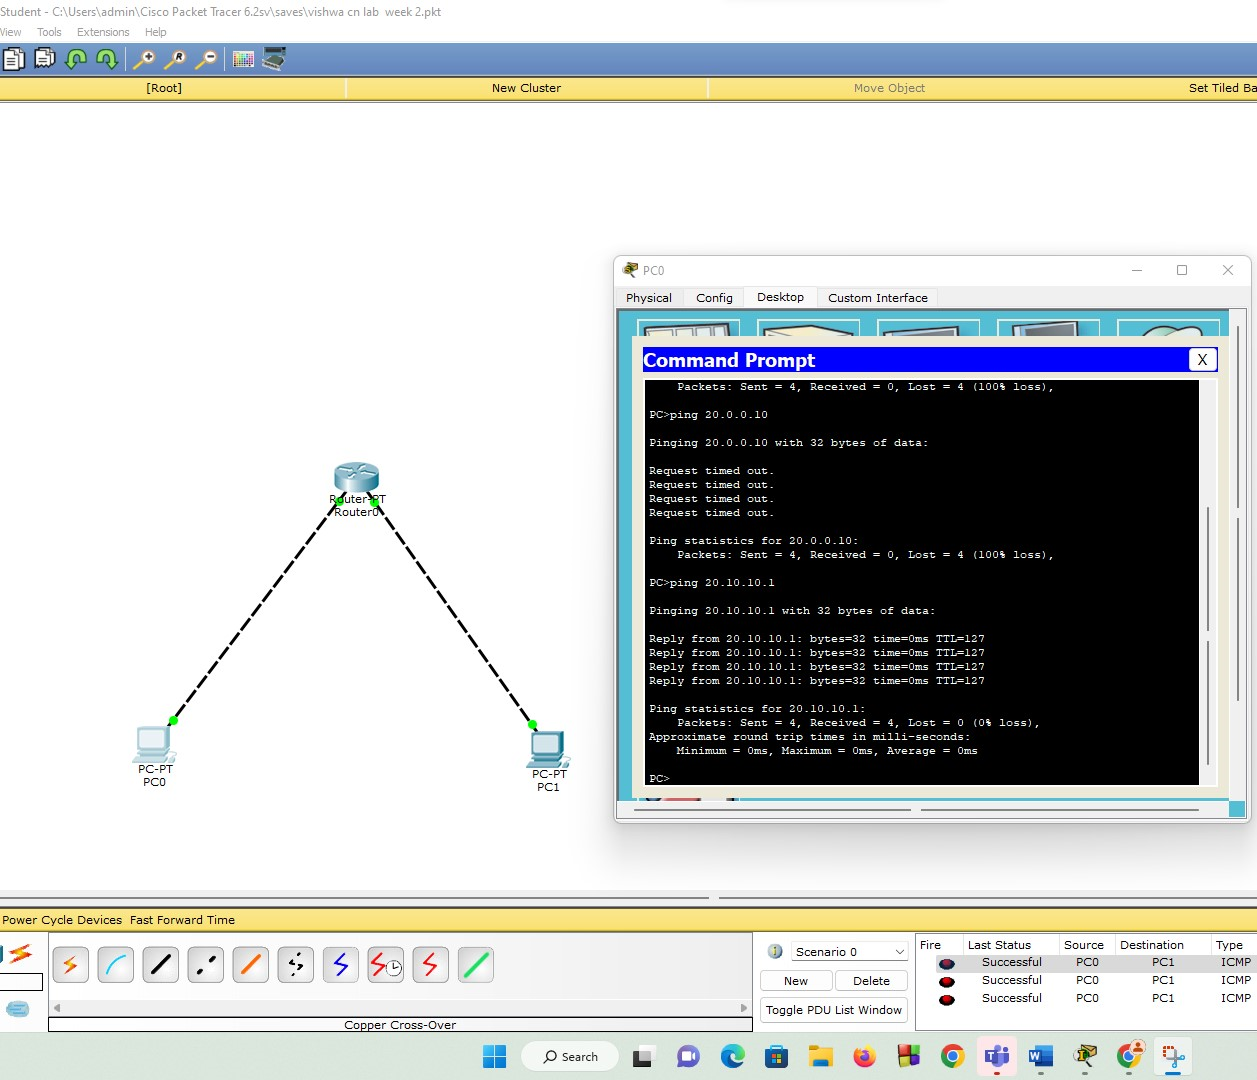 Student - C:\Users\admin\Cisco Packet Tracer 6.2sv\saves\vishwa cn lab  week 2.pkt
View Tools Extensions Help
[Root] New Cluster Move Object Set Tiled Ba
Router-PT
Router0
PC-PT
PC0
PC-PT
PC1
PC0
Physical Config Desktop Custom Interface
Command Prompt X
Packets: Sent = 4, Received = 0, Lost = 4 (100% loss),
PC>ping 20.0.0.10
Pinging 20.0.0.10 with 32 bytes of data:
Request timed out.
Request timed out.
Request timed out.
Request timed out.
Ping statistics for 20.0.0.10:
Packets: Sent = 4, Received = 0, Lost = 4 (100% loss),
PC>ping 20.10.10.1
Pinging 20.10.10.1 with 32 bytes of data:
Reply from 20.10.10.1: bytes=32 time=0ms TTL=127
Reply from 20.10.10.1: bytes=32 time=0ms TTL=127
Reply from 20.10.10.1: bytes=32 time=0ms TTL=127
Reply from 20.10.10.1: bytes=32 time=0ms TTL=127
Ping statistics for 20.10.10.1:
Packets: Sent = 4, Received = 4, Lost = 0 (0% loss),
Approximate round trip times in milli-seconds:
Minimum = 0ms, Maximum = 0ms, Average = 0ms
PC>
Power Cycle Devices Fast Forward Time
Scenario 0
New Delete
Toggle PDU List Window
Fire Last Status Source Destination Type
Successful PC0 PC1 ICMP
Successful PC0 PC1 ICMP
Successful PC0 PC1 ICMP
Copper Cross-Over
Search